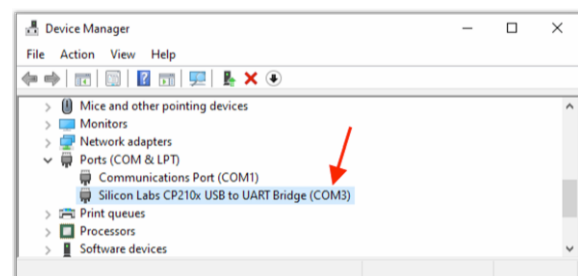 Device Manager
File Action View Help
Mice and other pointing devices
Monitors
Network adapters
Ports (COM & LPT)
Communications Port (COM1)
Silicon Labs CP210x USB to UART Bridge (COM3)
Print queues
Processors
Software devices